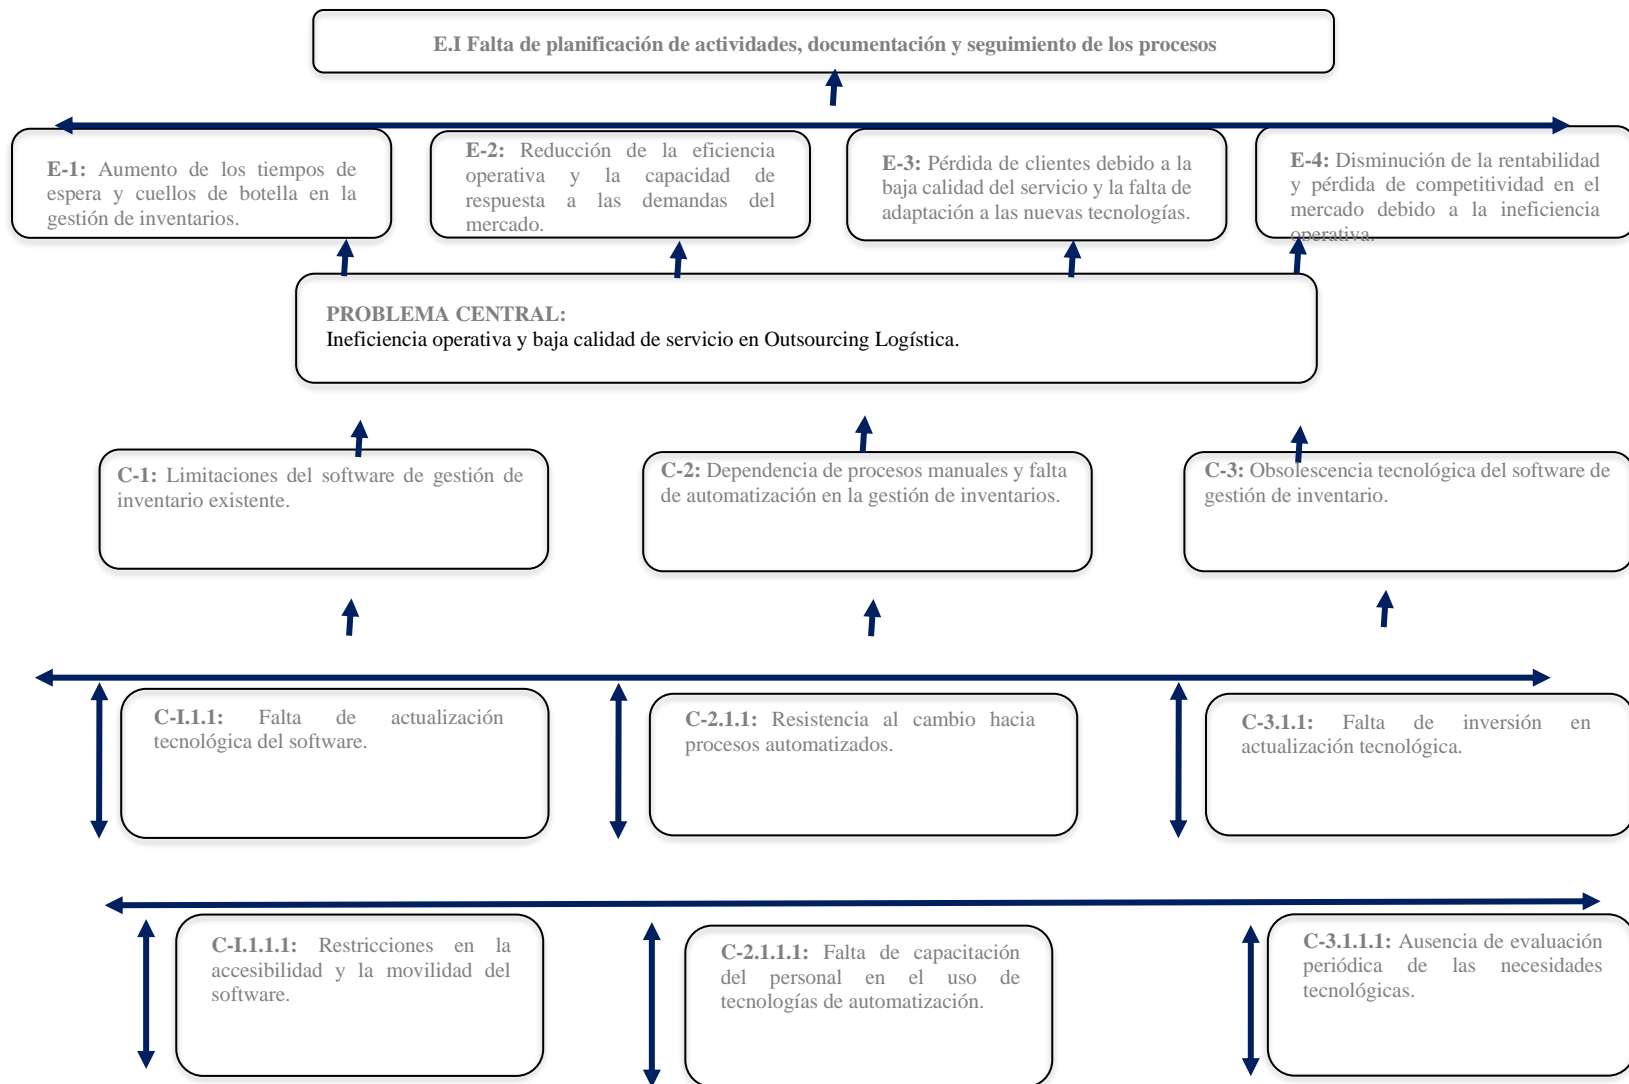 E.I Falta de planificación de actividades, documentación y seguimiento de los procesos
E-1: Aumento de los tiempos de
espera y cuellos de botella en la
gestión de inventarios.
E-2: Reducción de la eficiencia
operativa y la capacidad de
respuesta a las demandas del
mercado.
E-3: Pérdida de clientes debido a la
baja calidad del servicio y la falta de
adaptación a las nuevas tecnologías.
E-4: Disminución de la rentabilidad
y pérdida de competitividad en el
mercado debido a la ineficiencia
operativa.
PROBLEMA CENTRAL:
Ineficiencia operativa y baja calidad de servicio en Outsourcing Logística.
C-1: Limitaciones del software de gestión de
inventario existente.
C-2: Dependencia de procesos manuales y falta
de automatización en la gestión de inventarios.
C-3: Obsolescencia tecnológica del software de
gestión de inventario.
C-I.1.1: Falta de actualización
tecnológica del software.
C-2.1.1: Resistencia al cambio hacia
procesos automatizados.
C-3.1.1: Falta de inversión en
actualización tecnológica.
C-I.1.1.1: Restricciones en la
accesibilidad y la movilidad del
software.
C-2.1.1.1: Falta de capacitación
del personal en el uso de
tecnologías de automatización.
C-3.1.1.1: Ausencia de evaluación
periódica de las necesidades
tecnológicas.